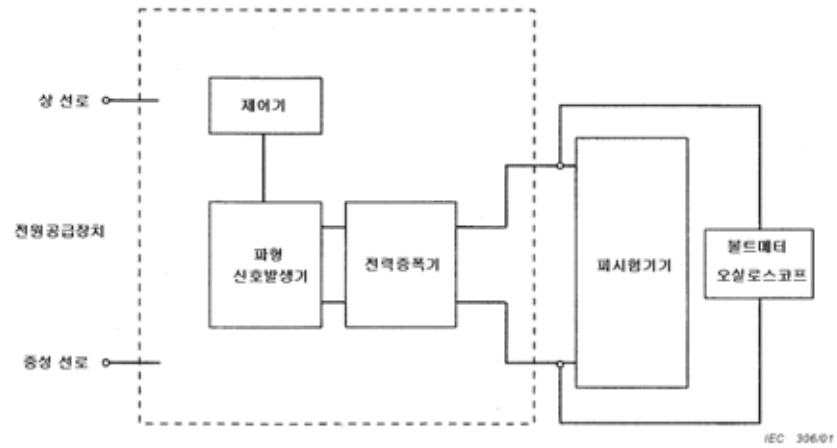 상 선로
제어기
전원공급장치
파형
신호발생기
전력증폭기
피시험기기
볼트메터
오실로스코프
중성 선로
IEC 306/01